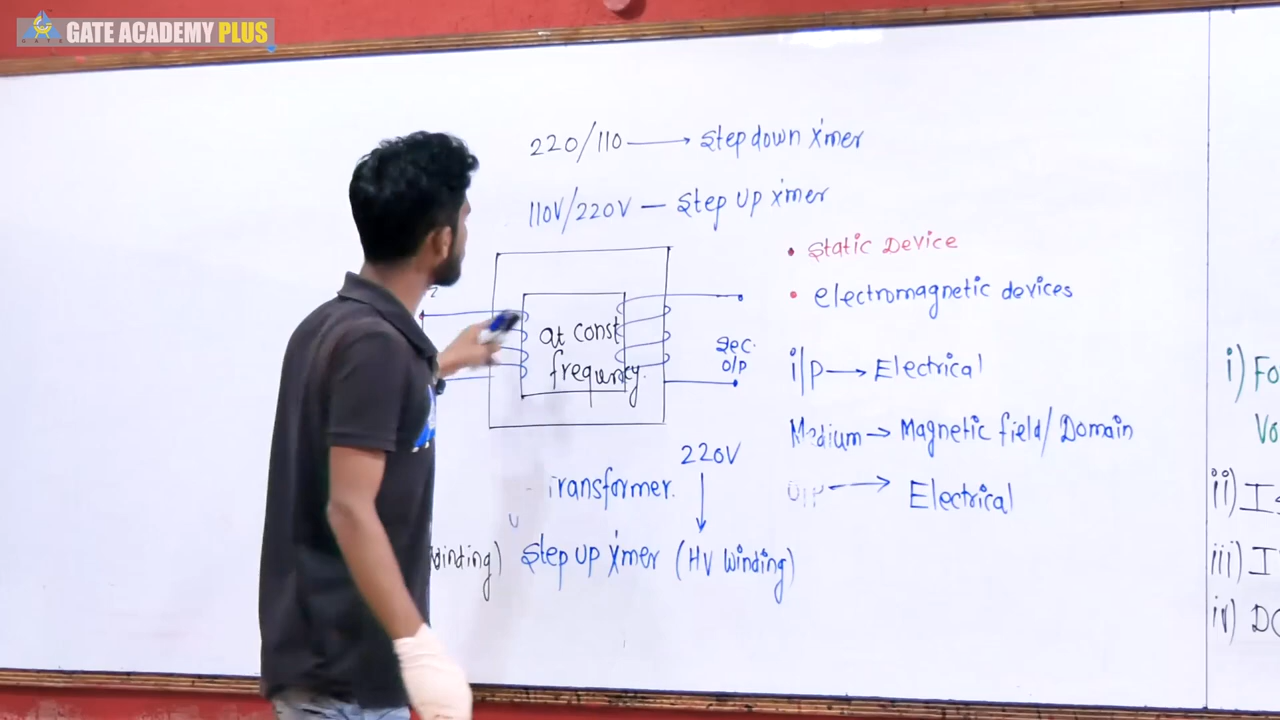 GATE ACADEMY PLUS
GATE
220/110 → Step down x'mer
110V/220V — Step Up x'mer
• Static Device
• electromagnetic devices
2
at const
frequency.
Sec.
O/P
i/p → Electrical
Medium → Magnetic field/Domain
O/P → Electrical
220V
Transformer.
Winding) Step up x'mer (HV Winding)
i) Fo
Vo
ii) I
iii) I
iv) DC